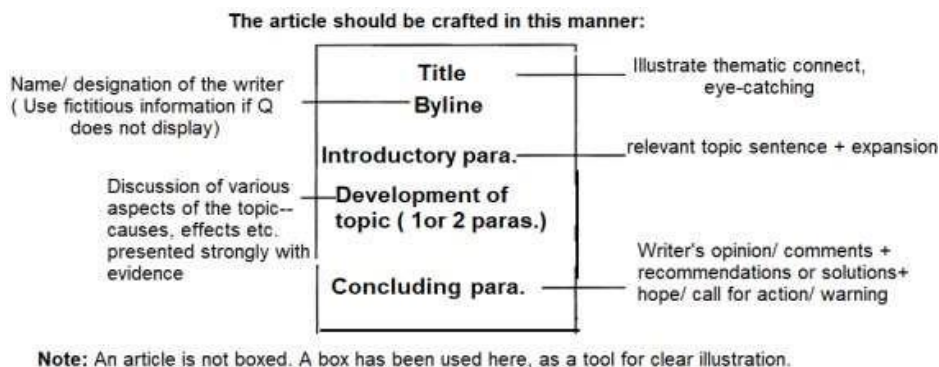 The article should be crafted in this manner:
Title
Illustrate thematic connect,
eye-catching
Name/ designation of the writer
( Use fictitious information if Q
does not display)
Byline
Introductory para.
relevant topic sentence + expansion
Discussion of various
aspects of the topic--
causes, effects etc.
presented strongly with
evidence
Development of
topic ( 1or 2 paras.)
Concluding para.
Writer's opinion/ comments +
recommendations or solutions+
hope/ call for action/ warning
Note: An article is not boxed. A box has been used here, as a tool for clear illustration.